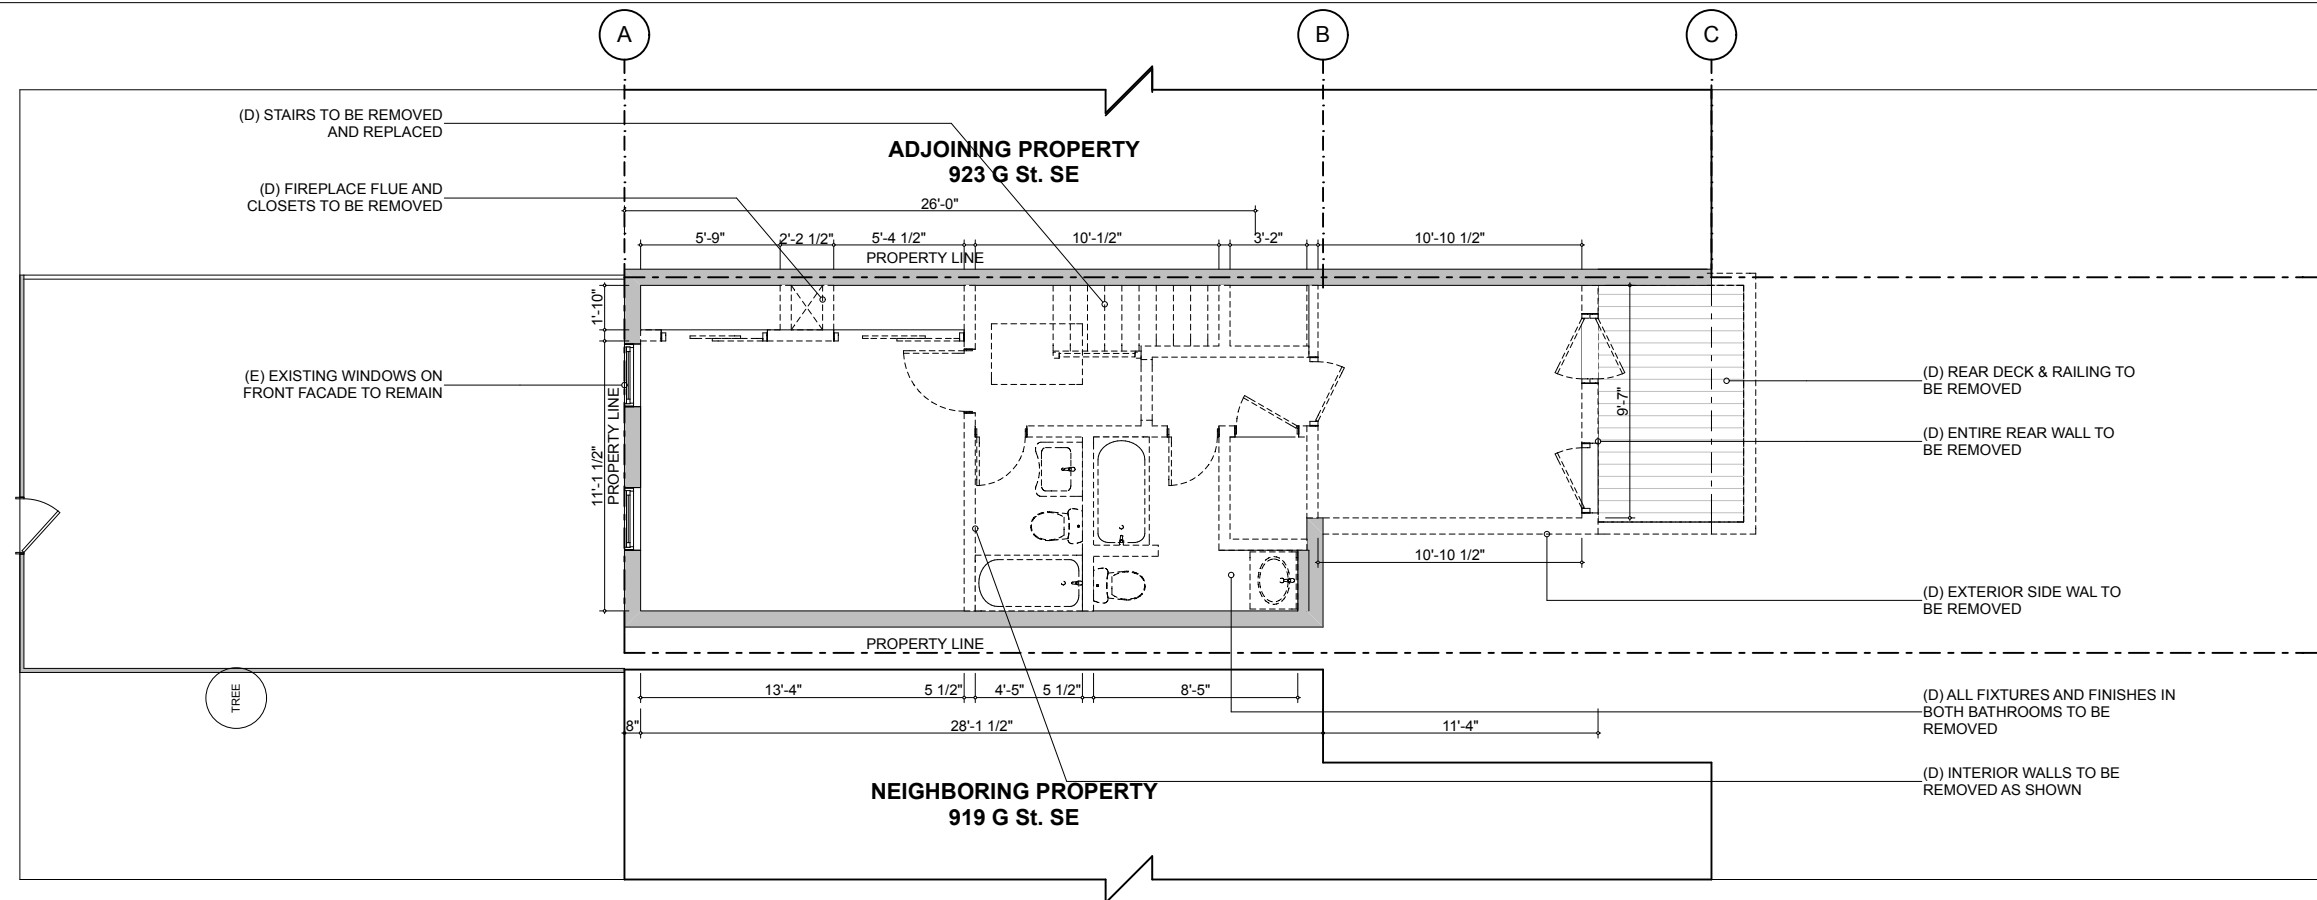 A
B
C
(D) STAIRS TO BE REMOVED
AND REPLACED
ADJOINING PROPERTY
923 G St. SE
(D) FIREPLACE FLUE AND
CLOSETS TO BE REMOVED
26'-0"
5'-9"
2'-2 1/2"
5'-4 1/2"
10'-1/2"
3'-2"
10'-10 1/2"
PROPERTY LINE
1'-10"
(E) EXISTING WINDOWS ON
FRONT FACADE TO REMAIN
PROPERTY LINE
11'-1 1/2"
9'-7"
(D) REAR DECK & RAILING TO
BE REMOVED
(D) ENTIRE REAR WALL TO
BE REMOVED
10'-10 1/2"
(D) EXTERIOR SIDE WAL TO
BE REMOVED
PROPERTY LINE
TREE
13'-4"
5 1/2"
4'-5"
5 1/2"
8'-5"
8"
28'-1 1/2"
11'-4"
(D) ALL FIXTURES AND FINISHES IN
BOTH BATHROOMS TO BE
REMOVED
(D) INTERIOR WALLS TO BE
REMOVED AS SHOWN
NEIGHBORING PROPERTY
919 G St. SE